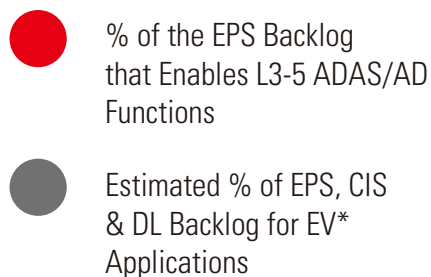 % of the EPS Backlog
that Enables L3-5 ADAS/AD
Functions
Estimated % of EPS, CIS
& DL Backlog for EV*
Applications